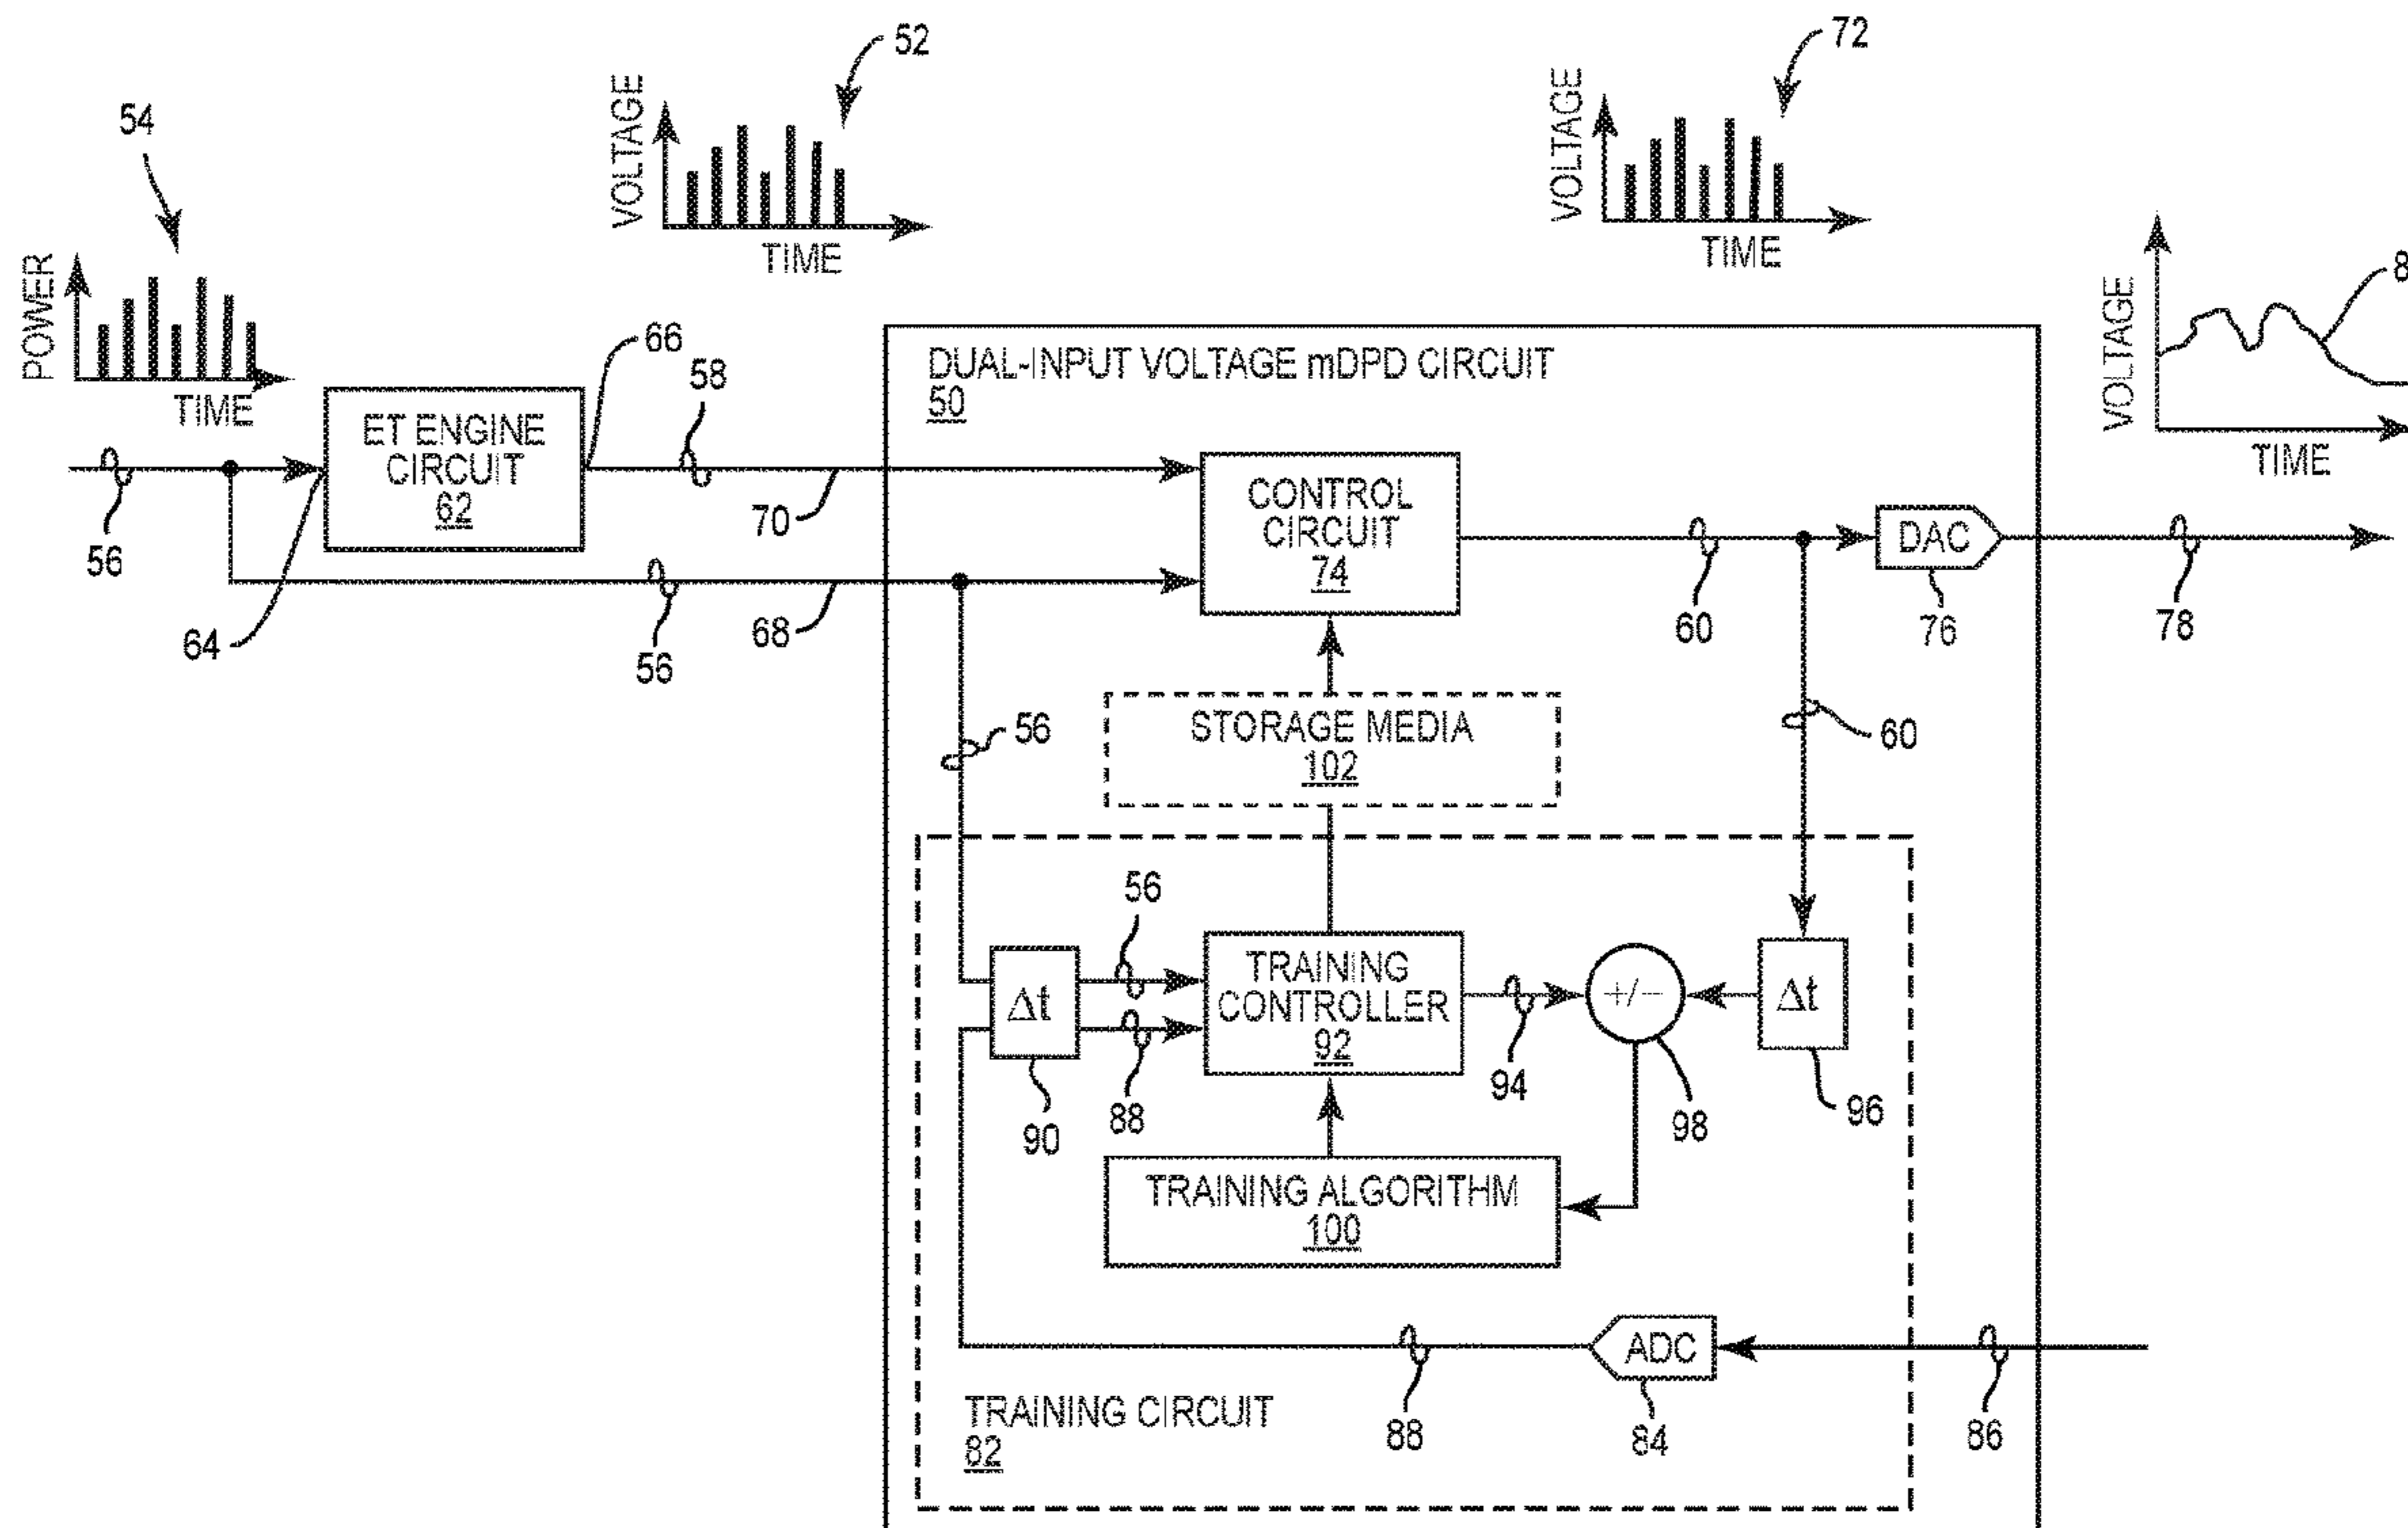 52
72
54
VOLTAGE
TIME
VOLTAGE
TIME
POWER
TIME
VOLTAGE
TIME
8
66
58
DUAL-INPUT VOLTAGE mDPD CIRCUIT
50
ET ENGINE
CIRCUIT
62
56
64
70
56
68
CONTROL
CIRCUIT
74
60
DAC
76
78
56
STORAGE MEDIA
102
60
56
Δt
90
88
TRAINING
CONTROLLER
92
94
+/−
98
Δt
96
TRAINING ALGORITHM
100
ADC
84
88
86
TRAINING CIRCUIT
82